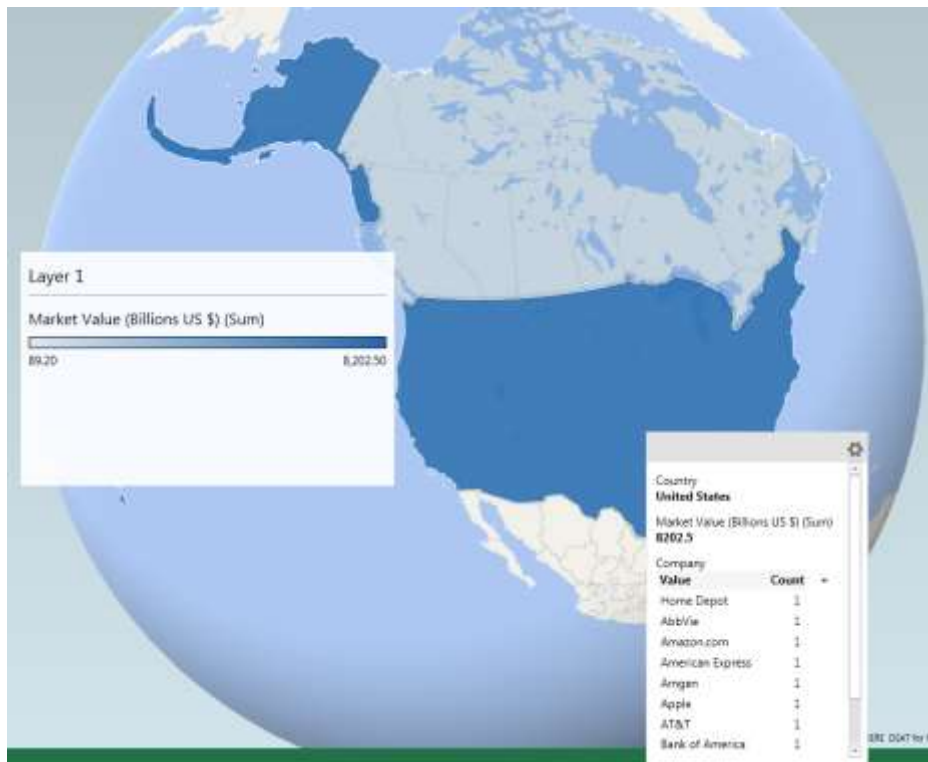 Layer 1
Market Value (Billions US $) (Sum)
89.20 8,202.50
Country
United States
Market Value (Billions US $) (Sum)
8202.5
Company
Value Count
Home Depot 1
AbbVie 1
Amazon.com 1
American Express 1
Amgen 1
Apple 1
AT&T 1
Bank of America 1